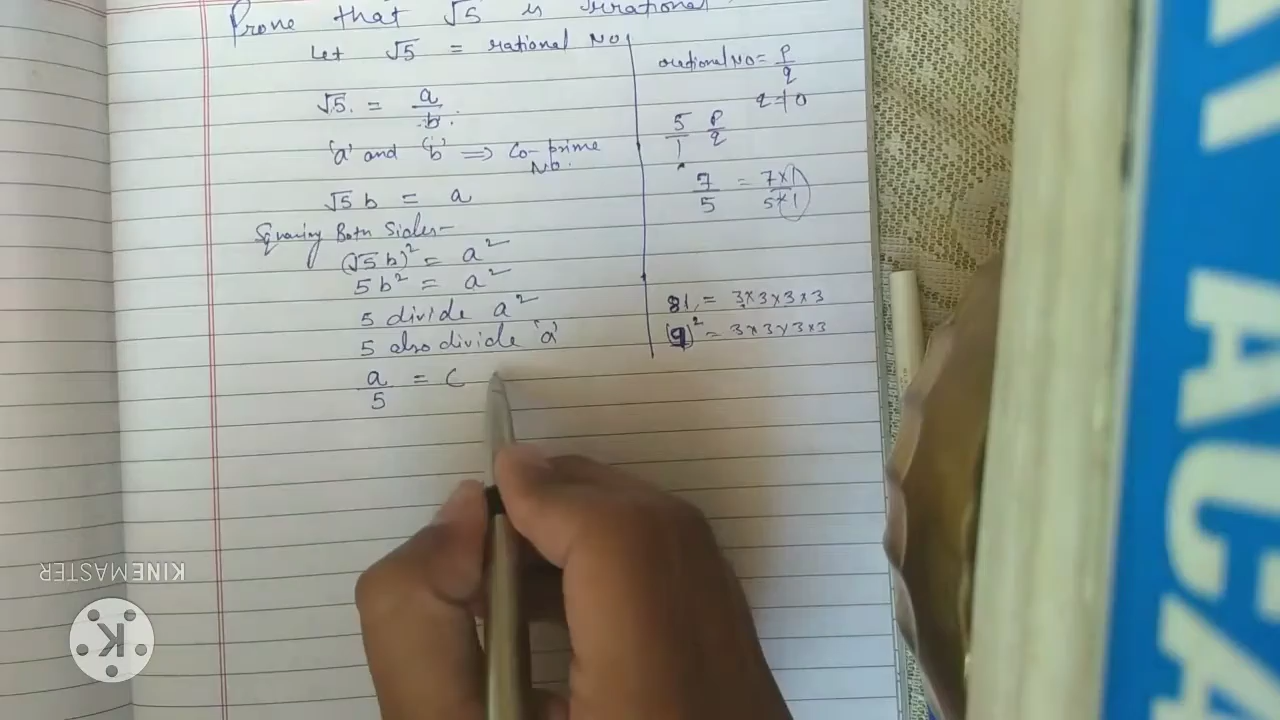 Prove that √5 is irrational.
Let √5 = rational No
√5 = a/b
'a' and 'b' ⟹ Co-prime No.
√5 b = a
Squaring Both Sides-
(√5 b)² = a²
5b² = a²
5 divide a²
5 also divide 'a'
a/5 = C
rational No = p/q
q ≠ 0
5/1 p/q
7/5 = 7×1/5×1
81 = 3×3×3×3
(9)² = 3×3×3×3
KINEMASTER
K